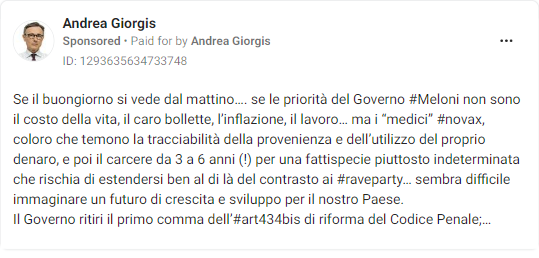 Andrea Giorgis
Sponsored • Paid for by Andrea Giorgis
ID: 1293635634733748
Se il buongiorno si vede dal mattino.... se le priorità del Governo #Meloni non sono
il costo della vita, il caro bollette, l'inflazione, il lavoro... ma i “medici” #novax,
coloro che temono la tracciabilità della provenienza e dell'utilizzo del proprio
denaro, e poi il carcere da 3 a 6 anni (!) per una fattispecie piuttosto indeterminata
che rischia di estendersi ben al di là del contrasto ai #raveparty... sembra difficile
immaginare un futuro di crescita e sviluppo per il nostro Paese.
Il Governo ritiri il primo comma dell'#art434bis di riforma del Codice Penale;...